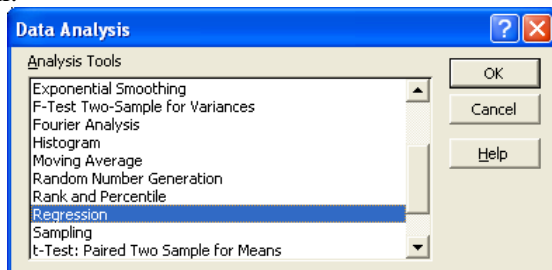 Data Analysis
Analysis Tools
Exponential Smoothing
F-Test Two-Sample for Variances
Fourier Analysis
Histogram
Moving Average
Random Number Generation
Rank and Percentile
Regression
Sampling
t-Test: Paired Two Sample for Means
OK
Cancel
Help